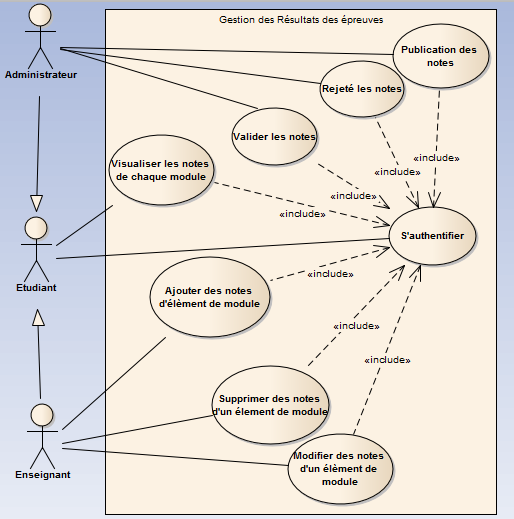 Gestion des Résultats des épreuves
Administrateur
Publication des
notes
Rejeté les notes
Valider les notes
«include»
«include»
Visualiser les notes
de chaque module
«include»
«include»
S'authentifier
Etudiant
«include»
Ajouter des notes
d'élèment de module
«include»
«include»
Supprimer des notes
d'un élement de module
Enseignant
Modifier des notes
d'un élèment de
module